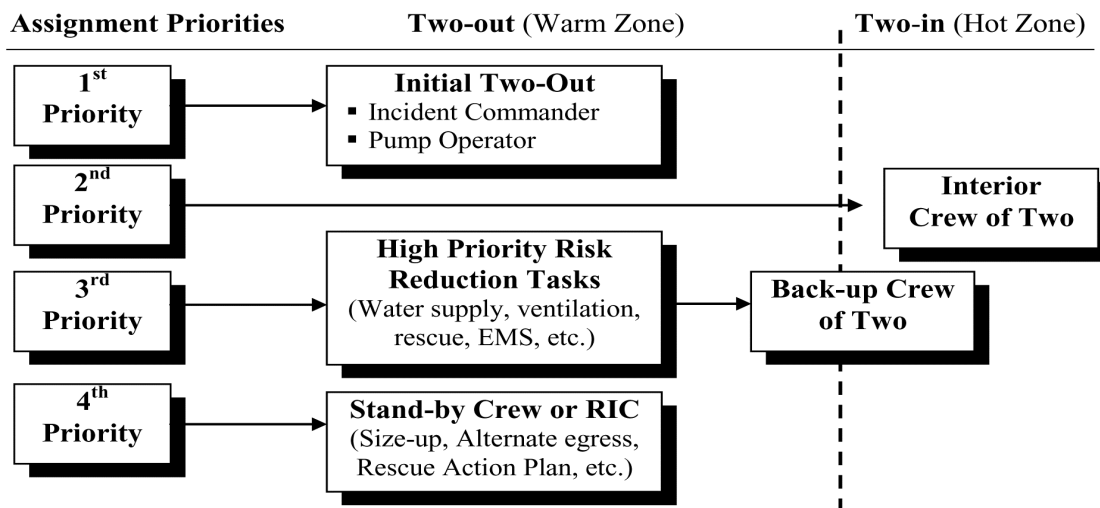 Assignment Priorities Two-out (Warm Zone) Two-in (Hot Zone)
1st
Priority
Initial Two-Out
▪ Incident Commander
▪ Pump Operator
2nd
Priority
Interior
Crew of Two
3rd
Priority
High Priority Risk
Reduction Tasks
(Water supply, ventilation,
rescue, EMS, etc.)
Back-up Crew
of Two
4th
Priority
Stand-by Crew or RIC
(Size-up, Alternate egress,
Rescue Action Plan, etc.)